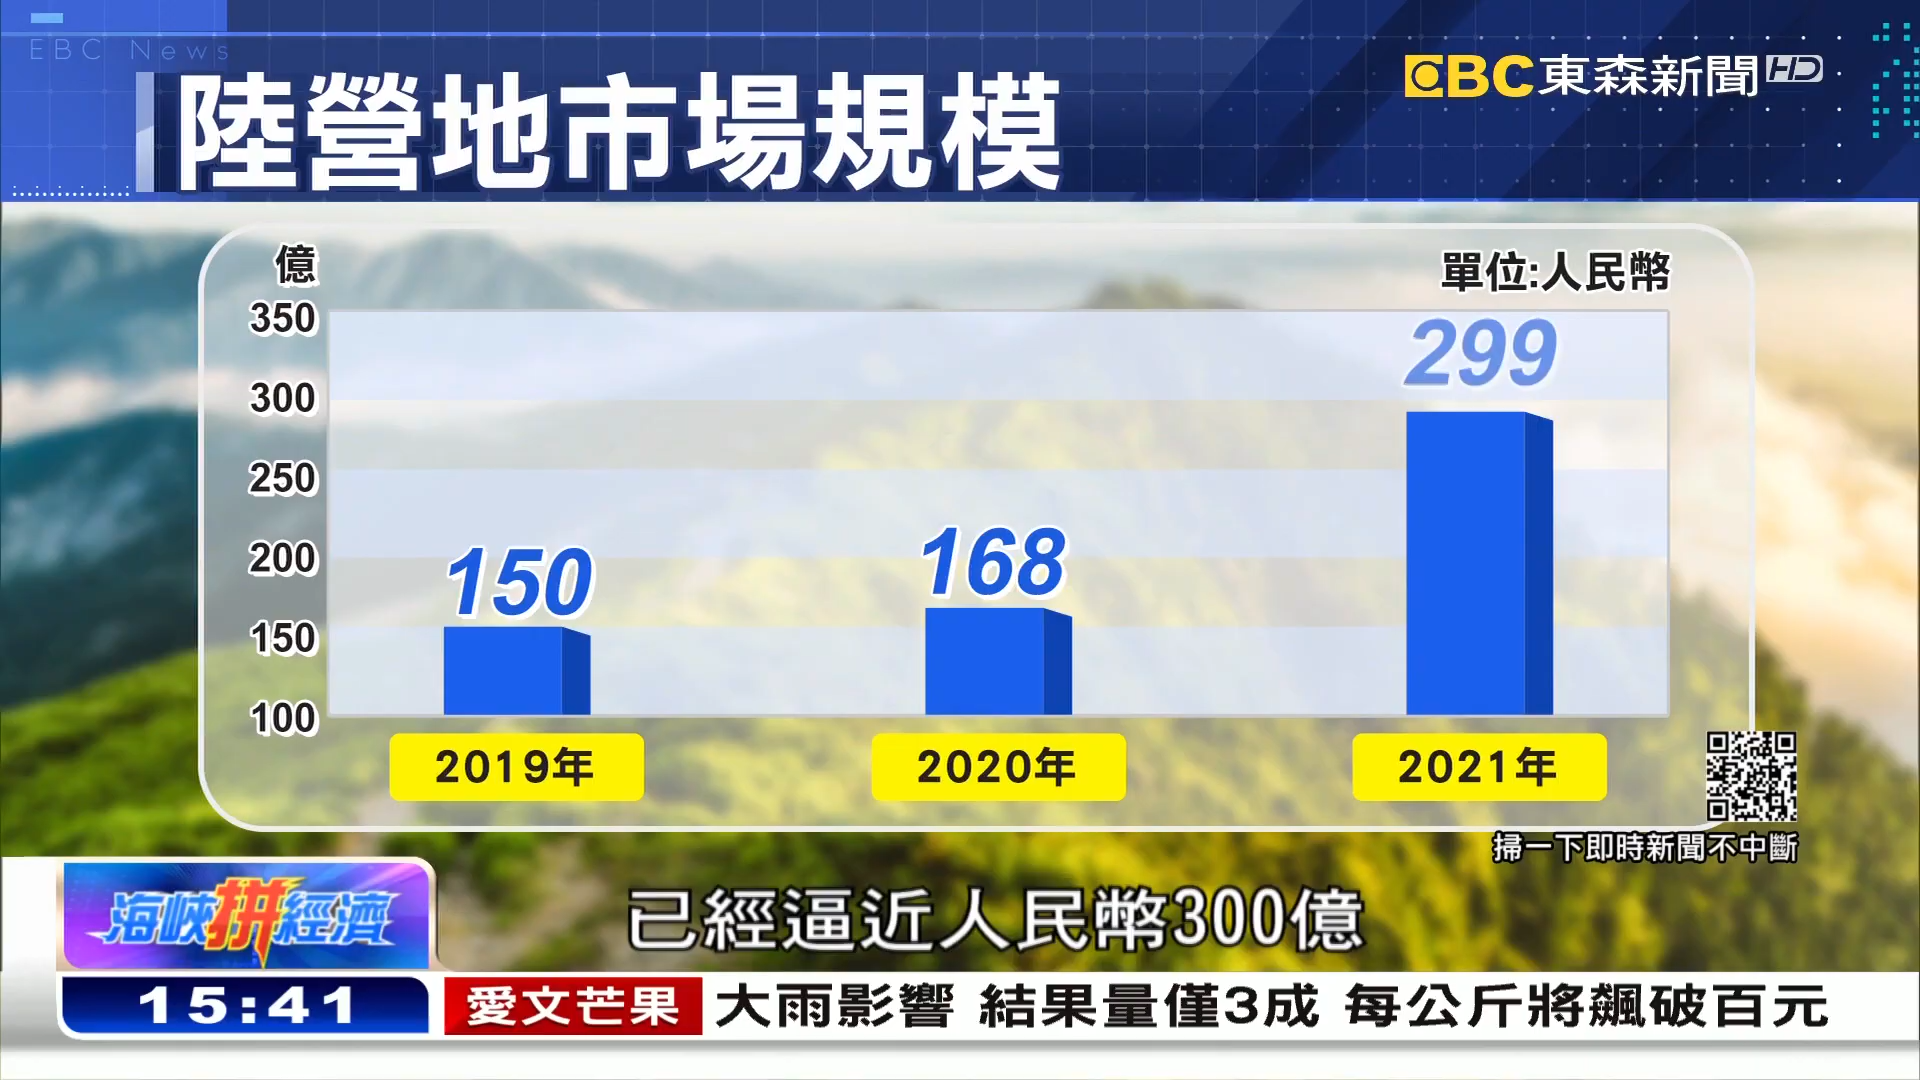 EBC News
陸營地市場規模
EBC東森新聞HD
億
單位:人民幣
350
300
250
200
150
100
150
168
299
2019年
2020年
2021年
掃一下即時新聞不中斷
海峽拼經濟
已經逼近人民幣300億
15:41
愛文芒果
大雨影響 結果量僅3成 每公斤將飆破百元